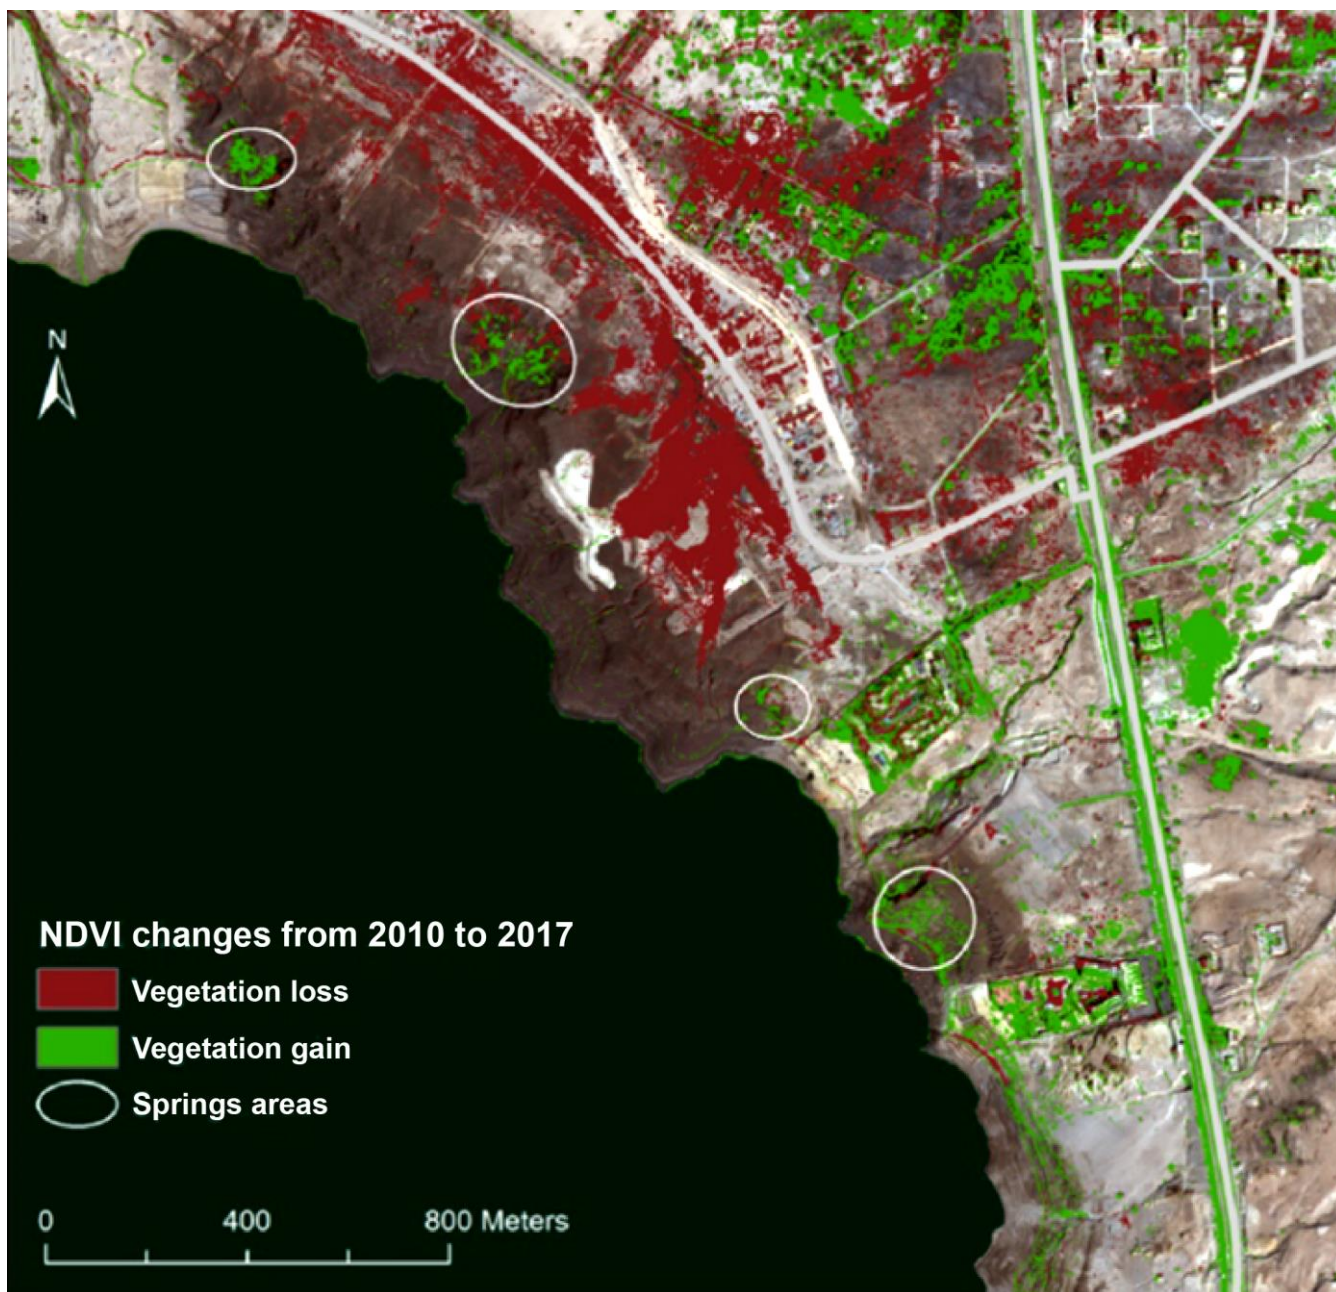 N
NDVI changes from 2010 to 2017
Vegetation loss
Vegetation gain
Springs areas
0 400 800 Meters